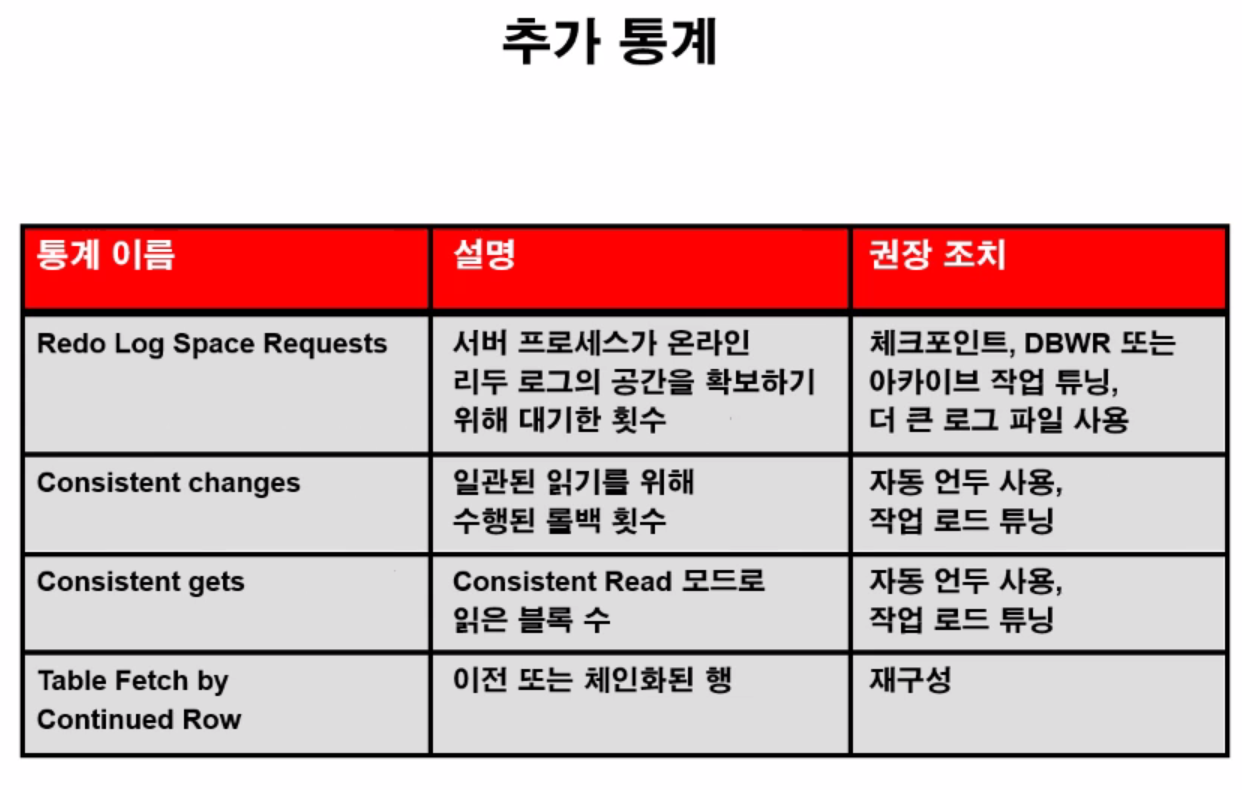 추가 통계
통계 이름
설명
권장 조치
Redo Log Space Requests
서버 프로세스가 온라인
리두 로그의 공간을 확보하기
위해 대기한 횟수
체크포인트, DBWR 또는
아카이브 작업 튜닝,
더 큰 로그 파일 사용
Consistent changes
일관된 읽기를 위해
수행된 롤백 횟수
자동 언두 사용,
작업 로드 튜닝
Consistent gets
Consistent Read 모드로
읽은 블록 수
자동 언두 사용,
작업 로드 튜닝
Table Fetch by
Continued Row
이전 또는 체인화된 행
재구성